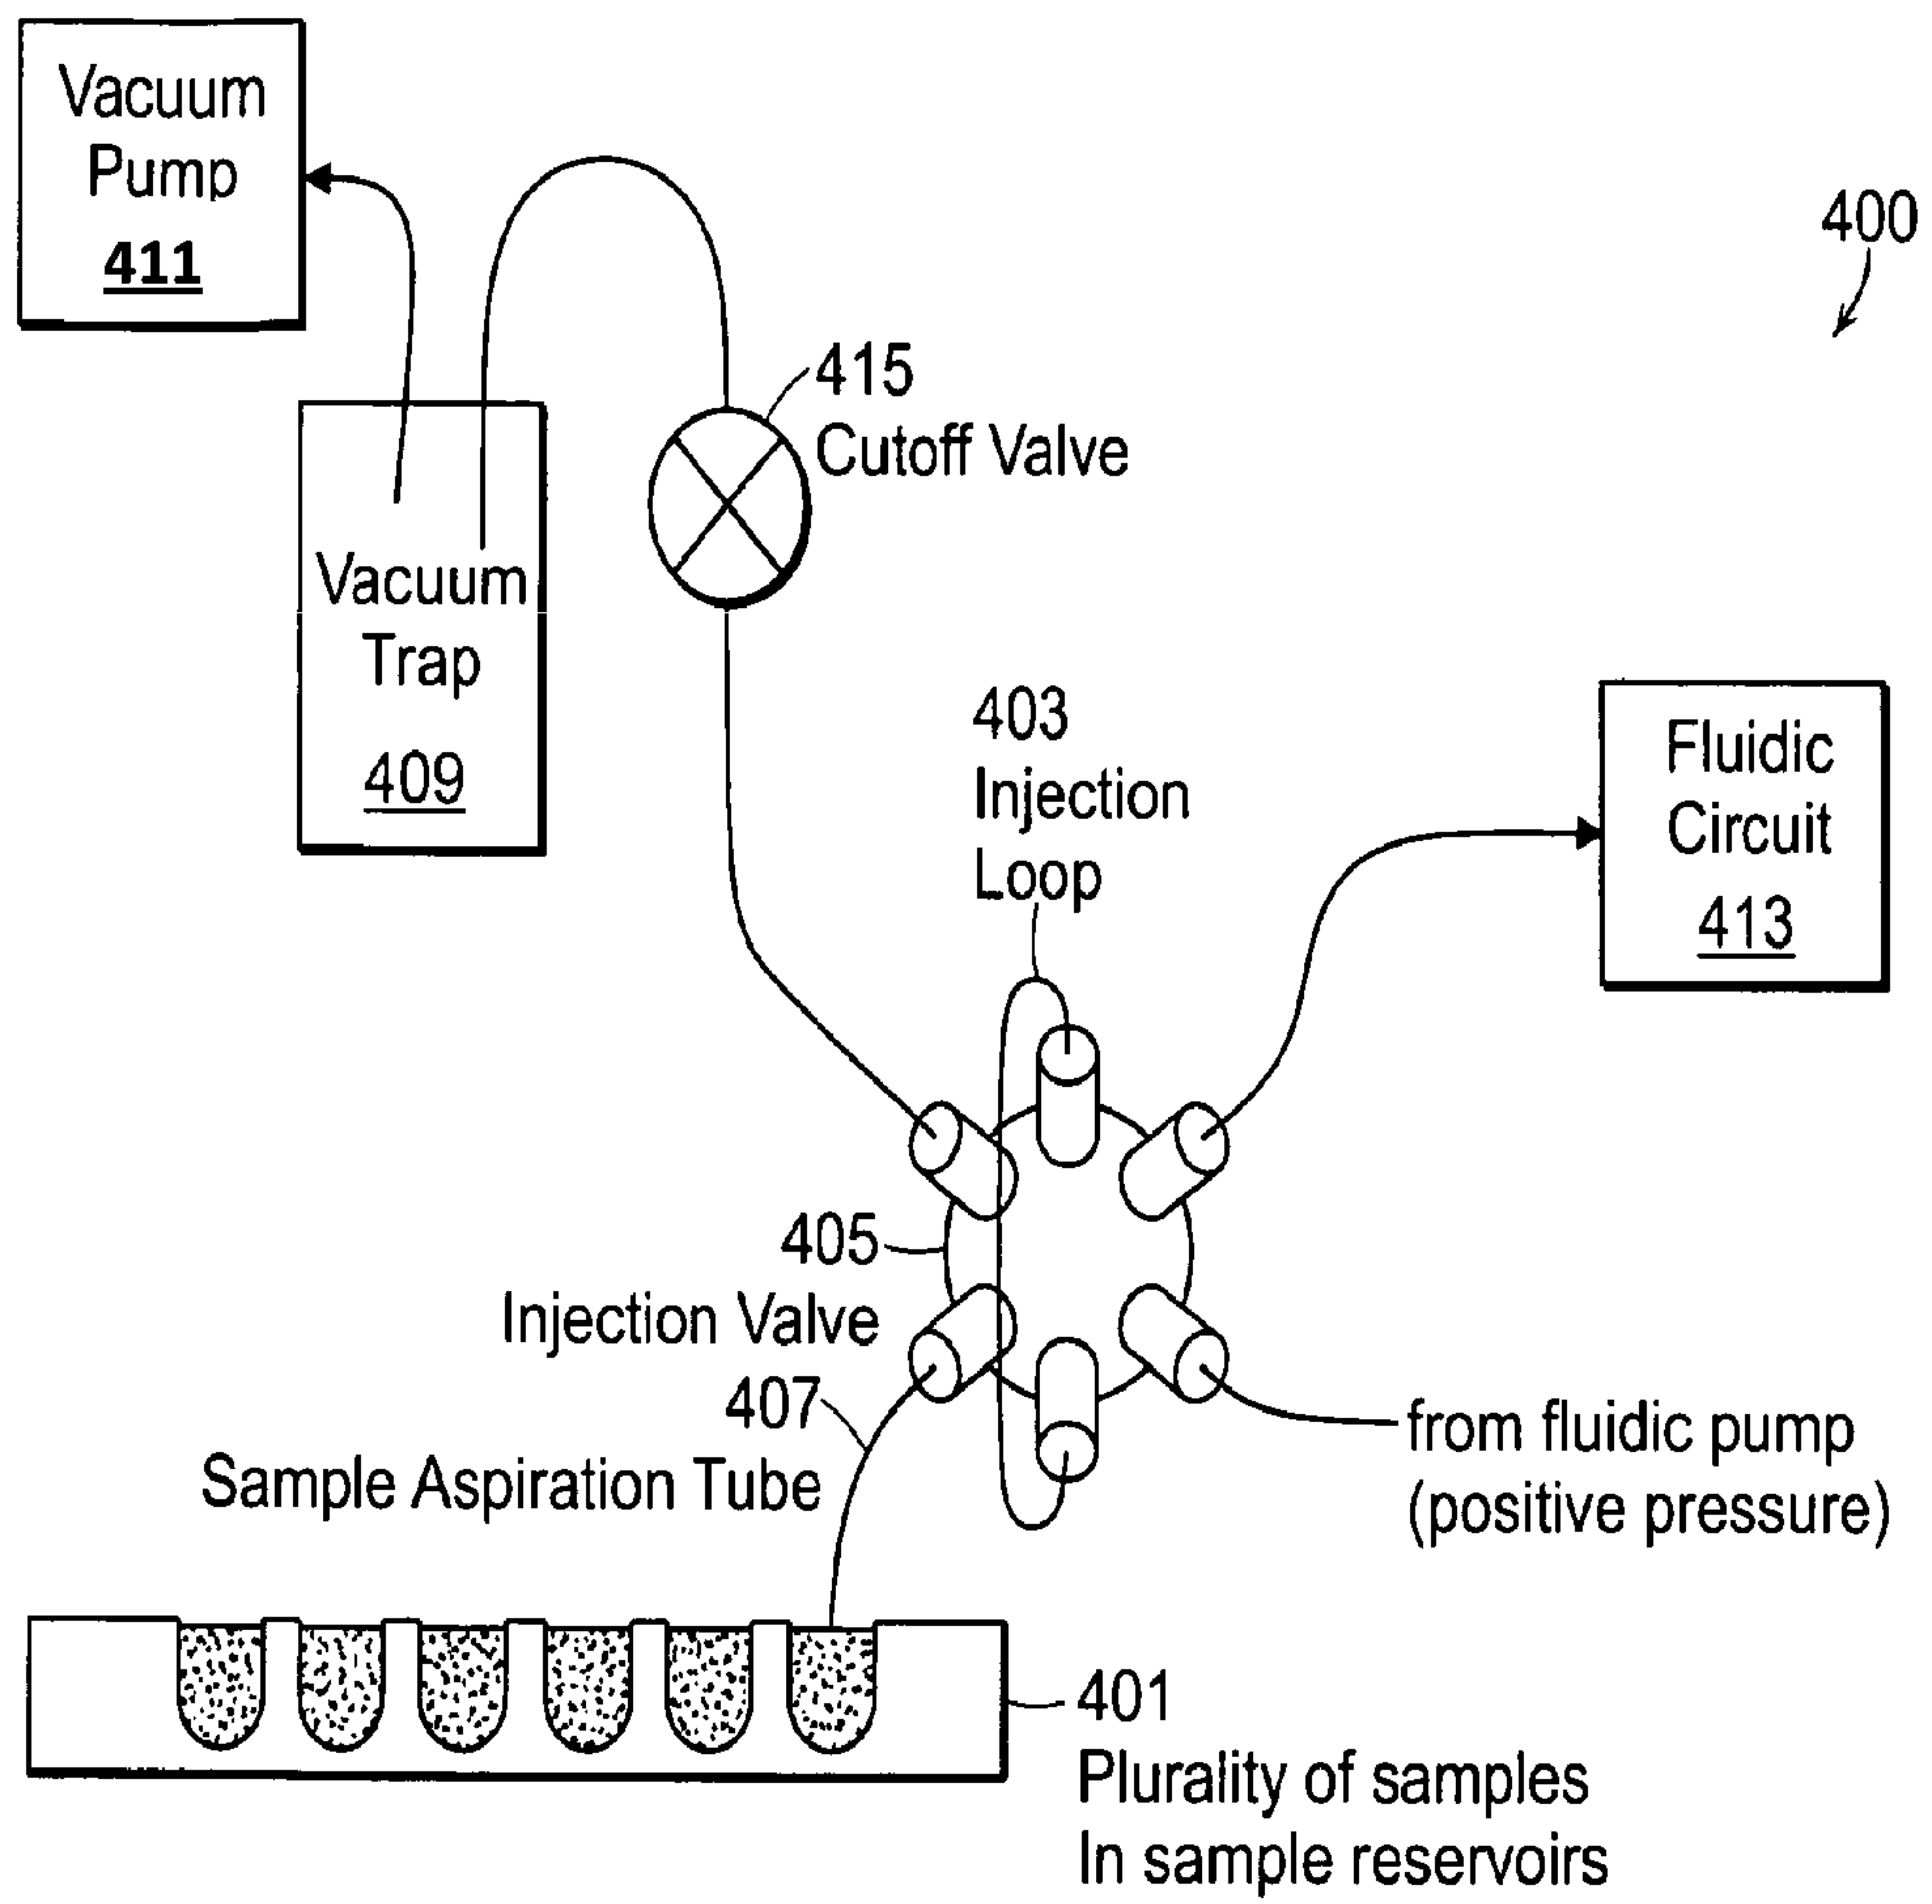 Vacuum
Pump
411
400
415
Cutoff Valve
Vacuum
Trap
409
403
Injection
Loop
Fluidic
Circuit
413
405
Injection Valve
407
Sample Aspiration Tube
from fluidic pump
(positive pressure)
401
Plurality of samples
In sample reservoirs